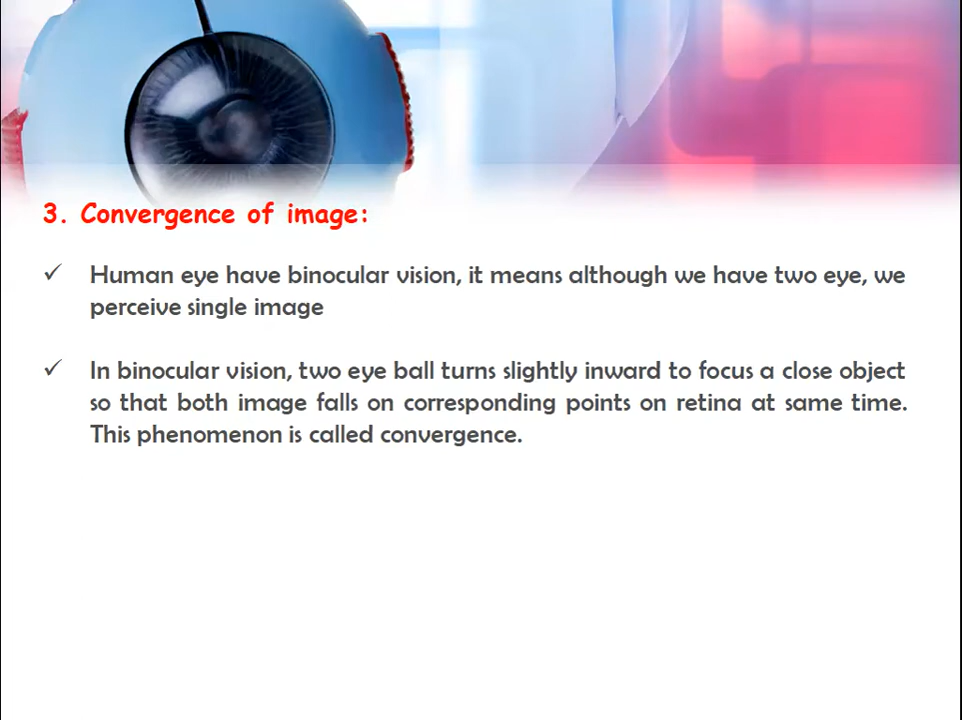 3. Convergence of image:
✓ Human eye have binocular vision, it means although we have two eye, we
perceive single image
✓ In binocular vision, two eye ball turns slightly inward to focus a close object
so that both image falls on corresponding points on retina at same time.
This phenomenon is called convergence.